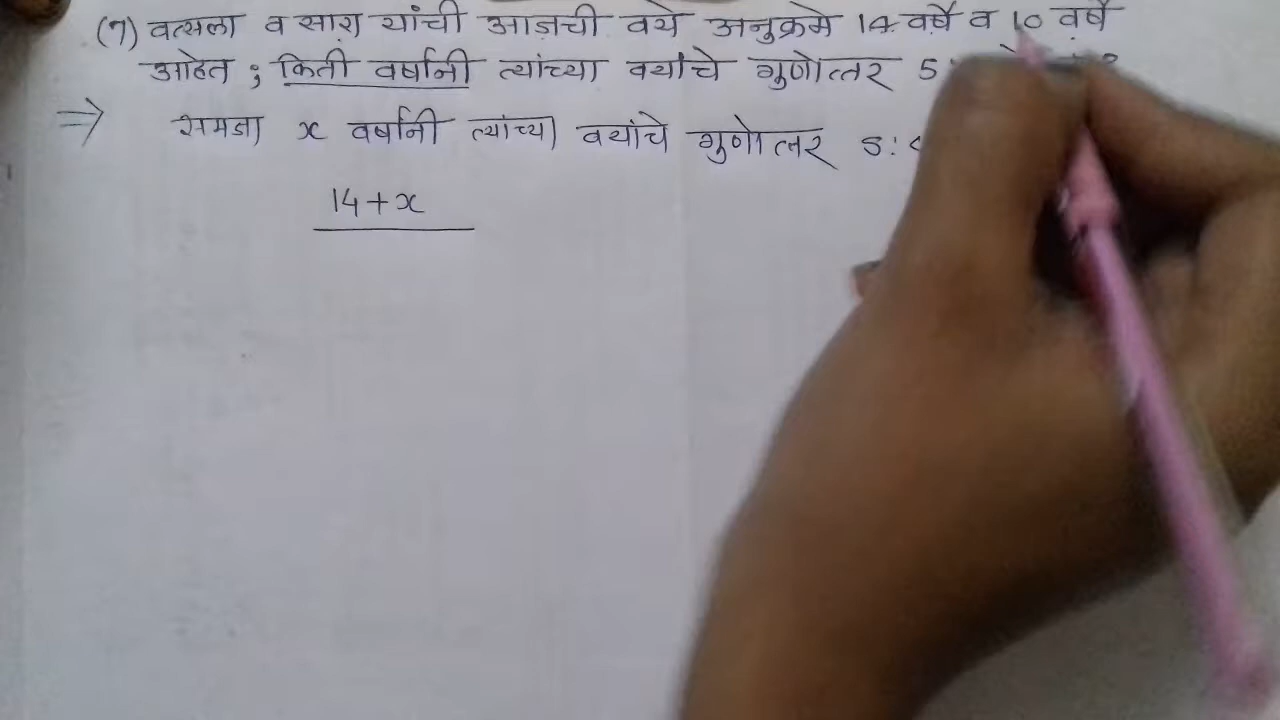 (7) वत्सला व सारा यांची आजची वये अनुक्रमे 14 वर्षे व 10 वर्षे
आहेत ; किती वर्षांनी त्यांच्या वयांचे गुणोत्तर 5
⇒ समजा x वर्षांनी त्यांच्या वयांचे गुणोत्तर 5:
14+x